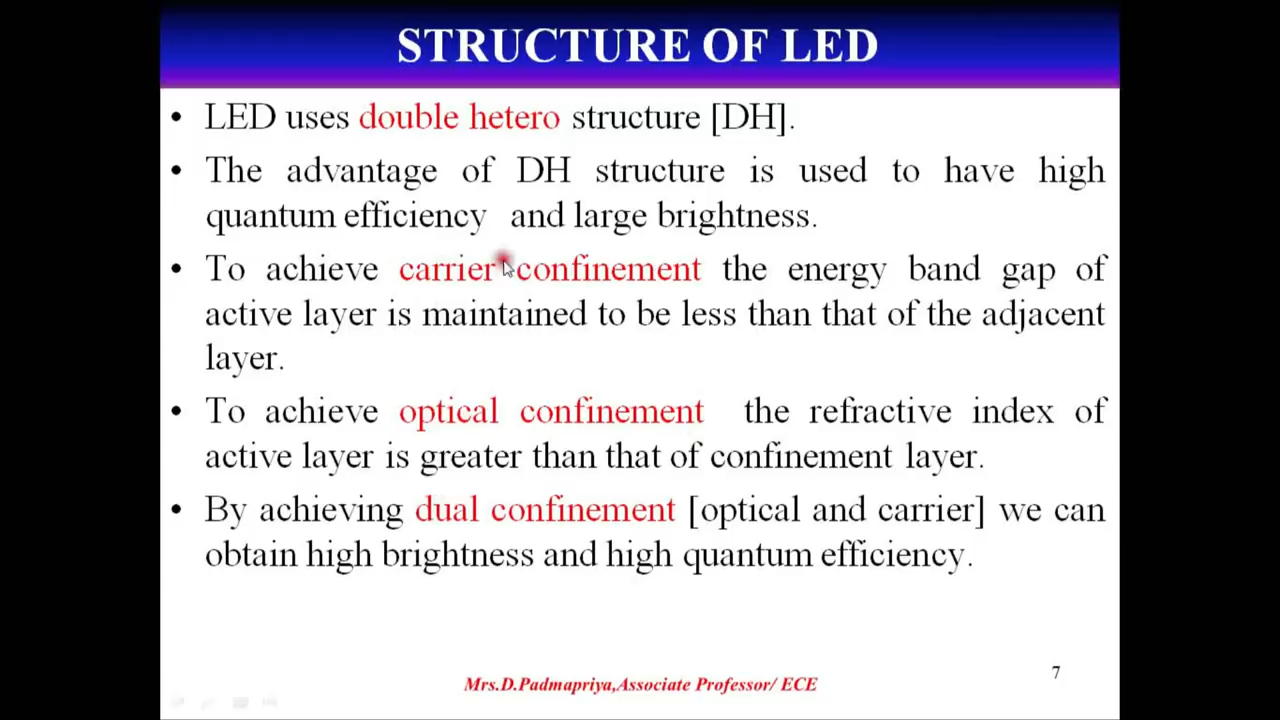 STRUCTURE OF LED
• LED uses double hetero structure [DH].
• The advantage of DH structure is used to have high
quantum efficiency and large brightness.
• To achieve carrier confinement the energy band gap of
active layer is maintained to be less than that of the adjacent
layer.
• To achieve optical confinement the refractive index of
active layer is greater than that of confinement layer.
• By achieving dual confinement [optical and carrier] we can
obtain high brightness and high quantum efficiency.
Mrs.D.Padmapriya,Associate Professor/ ECE
7